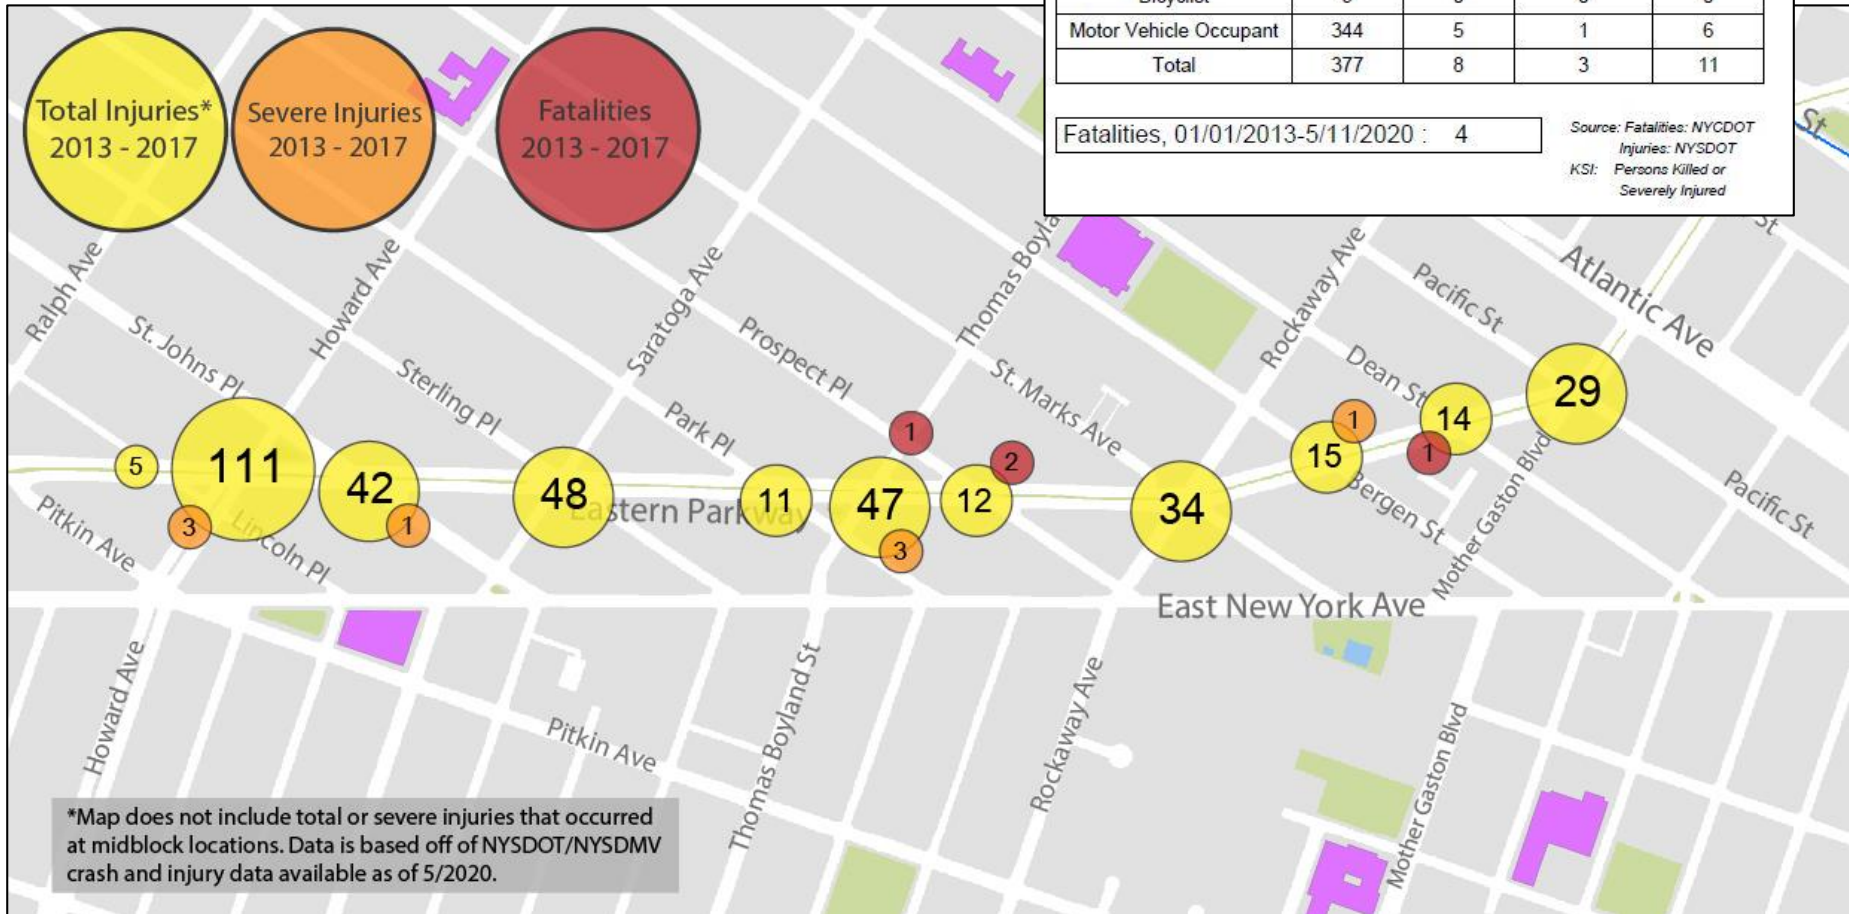 Motor Vehicle Occupant 344 5 1 6
Total 377 8 3 11
Fatalities, 01/01/2013-5/11/2020 : 4
Source: Fatalities: NYCDOT
Injuries: NYSDOT
KSI: Persons Killed or
Severely Injured
Total Injuries*
2013 - 2017
Severe Injuries
2013 - 2017
Fatalities
2013 - 2017
St
St
Ralph Ave
Howard Ave
Saratoga Ave
Thomas Boyla
Rockaway Ave
Pacific St
Atlantic Ave
St. Johns Pl
Sterling Pl
Prospect Pl
Park Pl
St. Marks Ave
Dean St
5
111
42
48
11
47
12
34
15
14
29
3
1
3
1
1
2
1
Pitkin Ave
Lincoln Pl
Eastern Parkway
Bergen St
Mother Gaston Blvd
Pacific St
East New York Ave
Howard Ave
Pitkin Ave
Thomas Boyland St
Rockaway Ave
Mother Gaston Blvd
*Map does not include total or severe injuries that occurred
at midblock locations. Data is based off of NYSDOT/NYSDMV
crash and injury data available as of 5/2020.